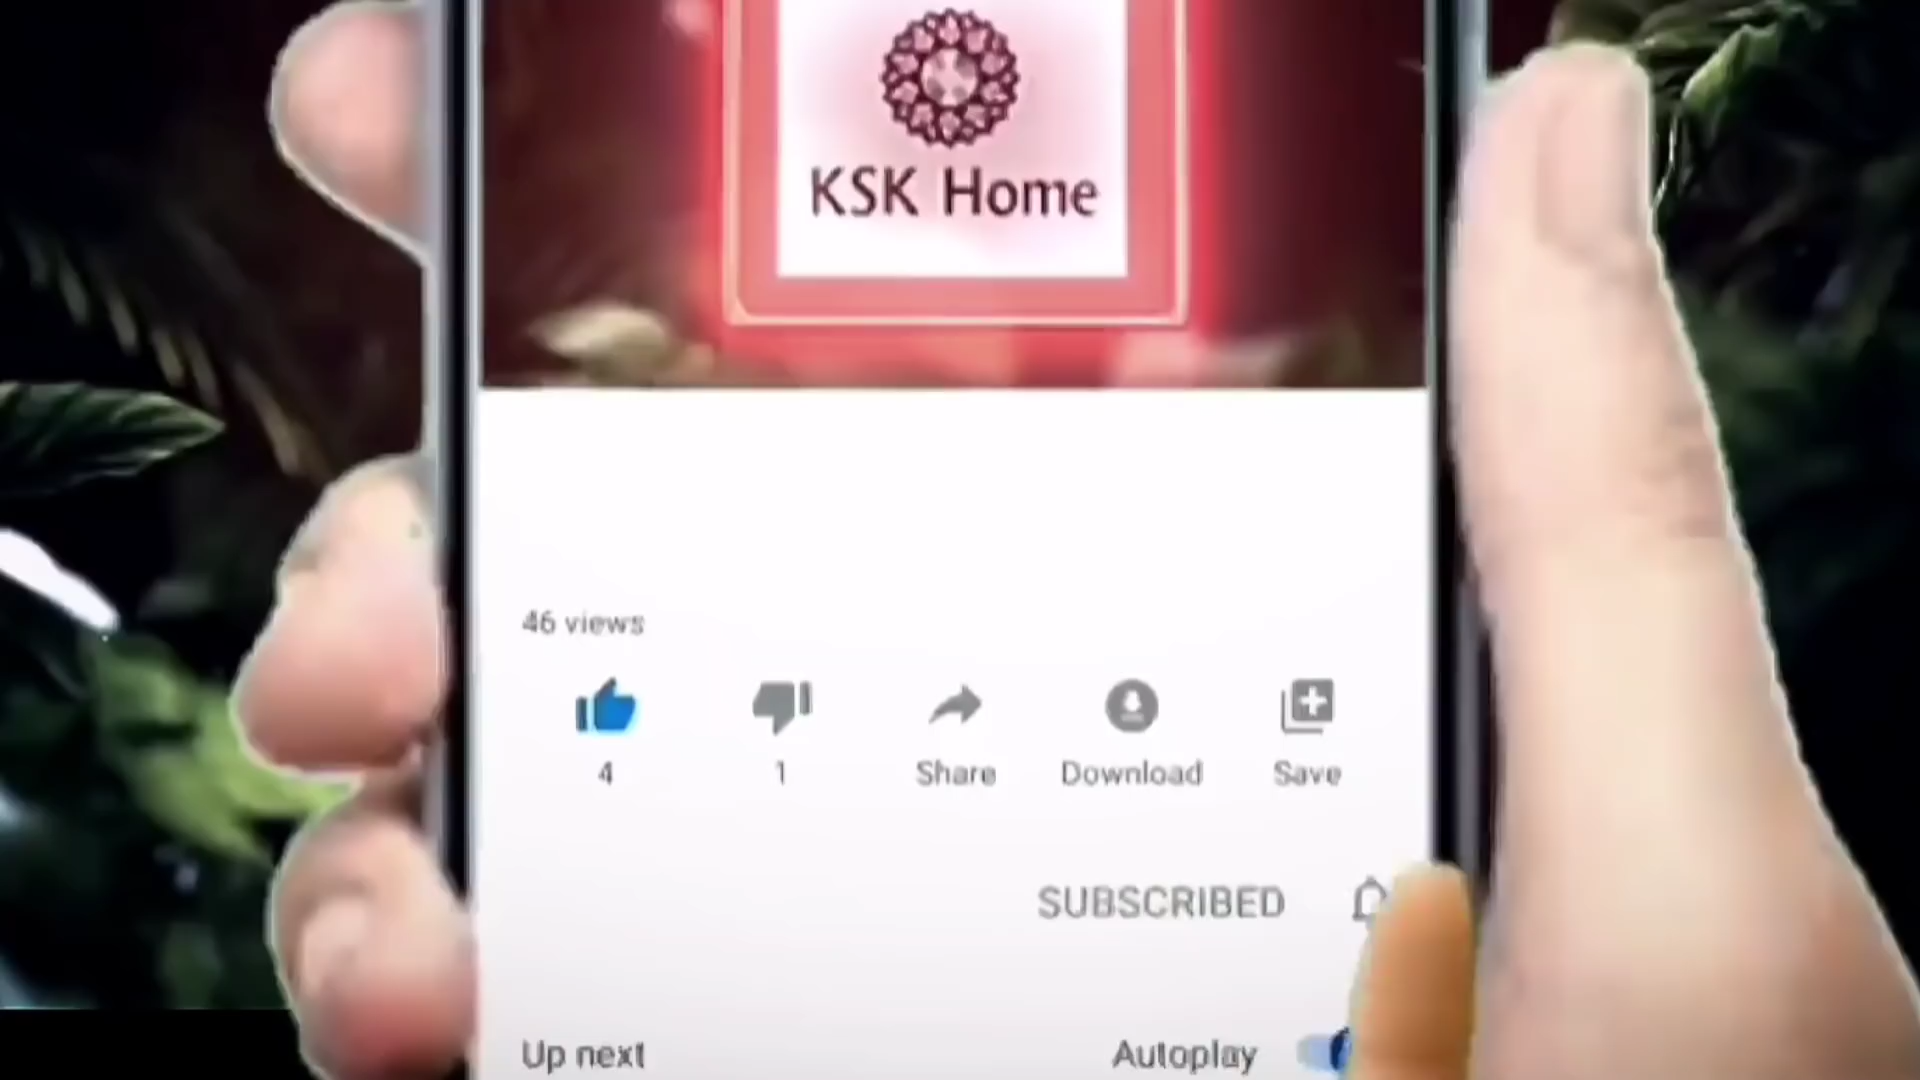 KSK Home
46 views
4
1
Share
Download
Save
SUBSCRIBED
Up next
Autoplay